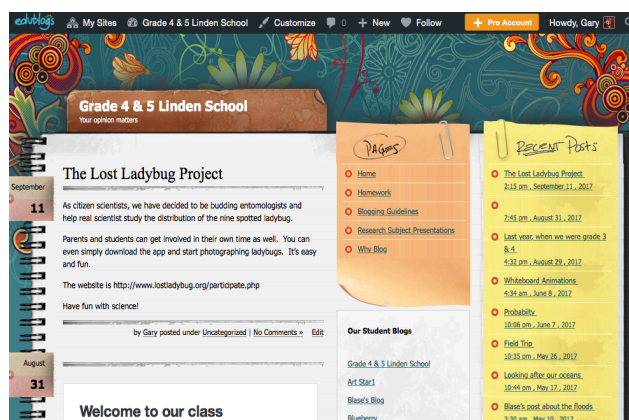 edublogs My Sites Grade 4 & 5 Linden School Customize 0 New Follow Pro Account Howdy, Gary
Grade 4 & 5 Linden School
Your opinion matters
September
11
The Lost Ladybug Project
As citizen scientists, we have decided to be budding entomologists and
help real scientist study the distribution of the nine spotted ladybug.
Parents and students can get involved in their own time as well. You can
even simply download the app and start photographing ladybugs. It's easy
and fun.
The website is http://www.lostladybug.org/participate.php
Have fun with science!
by Gary posted under Uncategorized | No Comments » Edit
August
31
Welcome to our class
PAGES
Home
Homework
Blogging Guidelines
Research Subject Presentations
Why Blog
Our Student Blogs
Grade 4 & 5 Linden School
Art Star1
Blase's Blog
Blueberry
RECENT Posts
The Lost Ladybug Project
2:15 pm , September 11 , 2017
7:45 pm , August 31 , 2017
Last year, when we were grade 3
& 4
4:32 pm , August 29 , 2017
Whiteboard Animations
4:34 am , June 8 , 2017
Probabilty
10:06 pm , June 7 , 2017
Field Trip
10:35 pm , May 26 , 2017
Looking after our oceans
10:44 pm , May 17 , 2017
Blase's post about the floods
3:30 am , May 10 , 2017